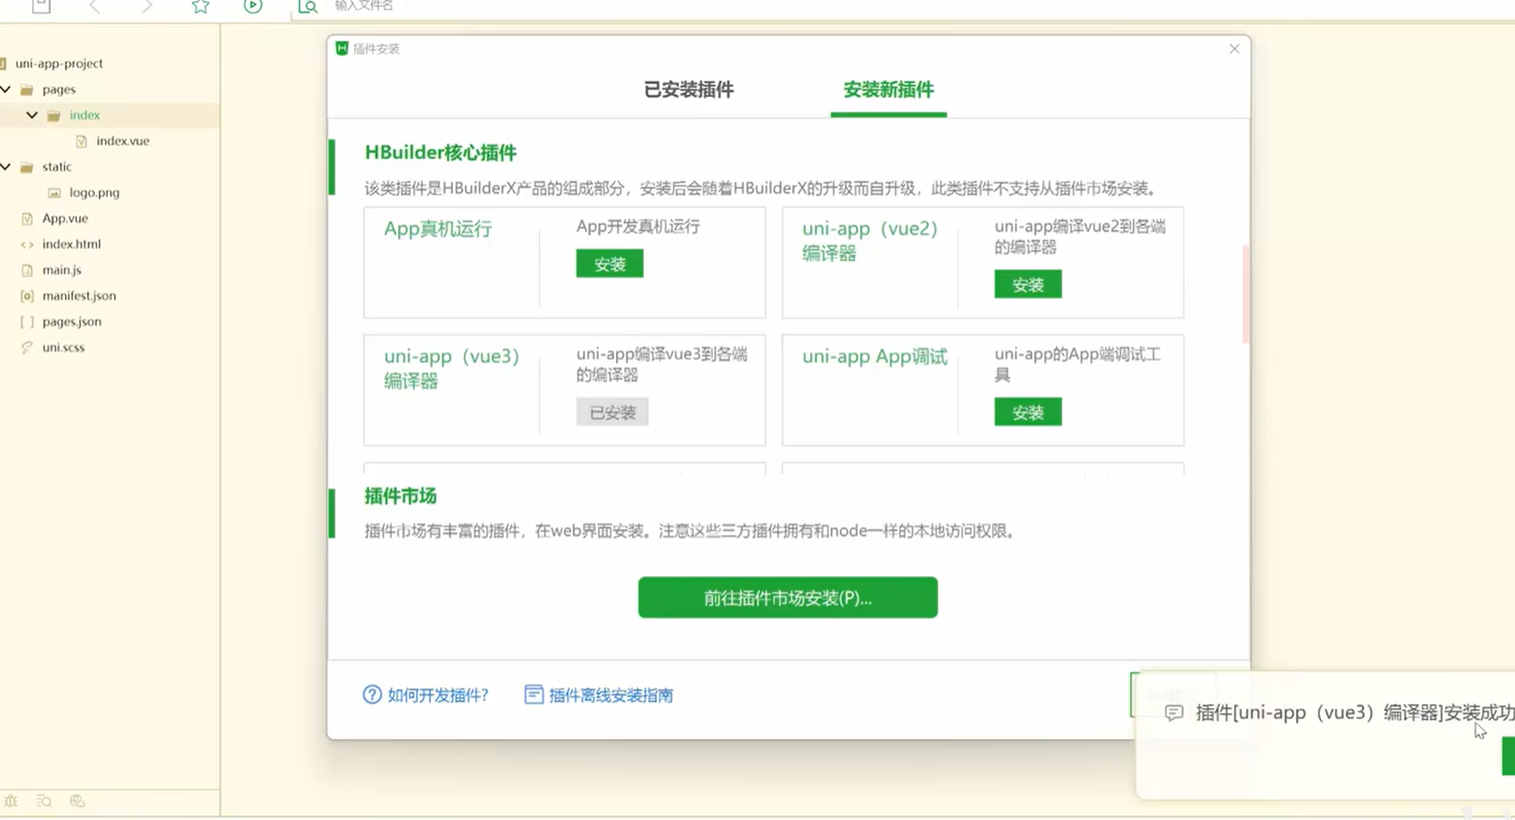 输入文件名
uni-app-project
pages
index
index.vue
static
logo.png
App.vue
index.html
main.js
manifest.json
pages.json
uni.scss
插件安装
已安装插件
安装新插件
HBuilder核心插件
该类插件是HBuilderX产品的组成部分，安装后会随着HBuilderX的升级而自升级，此类插件不支持从插件市场安装。
App真机运行
App开发真机运行
安装
uni-app（vue2）
编译器
uni-app编译vue2到各端
的编译器
安装
uni-app（vue3）
编译器
uni-app编译vue3到各端
的编译器
已安装
uni-app App调试
uni-app的App端调试工
具
安装
插件市场
插件市场有丰富的插件，在web界面安装。注意这些三方插件拥有和node一样的本地访问权限。
前往插件市场安装(P)...
如何开发插件?
插件离线安装指南
插件[uni-app（vue3）编译器]安装成功